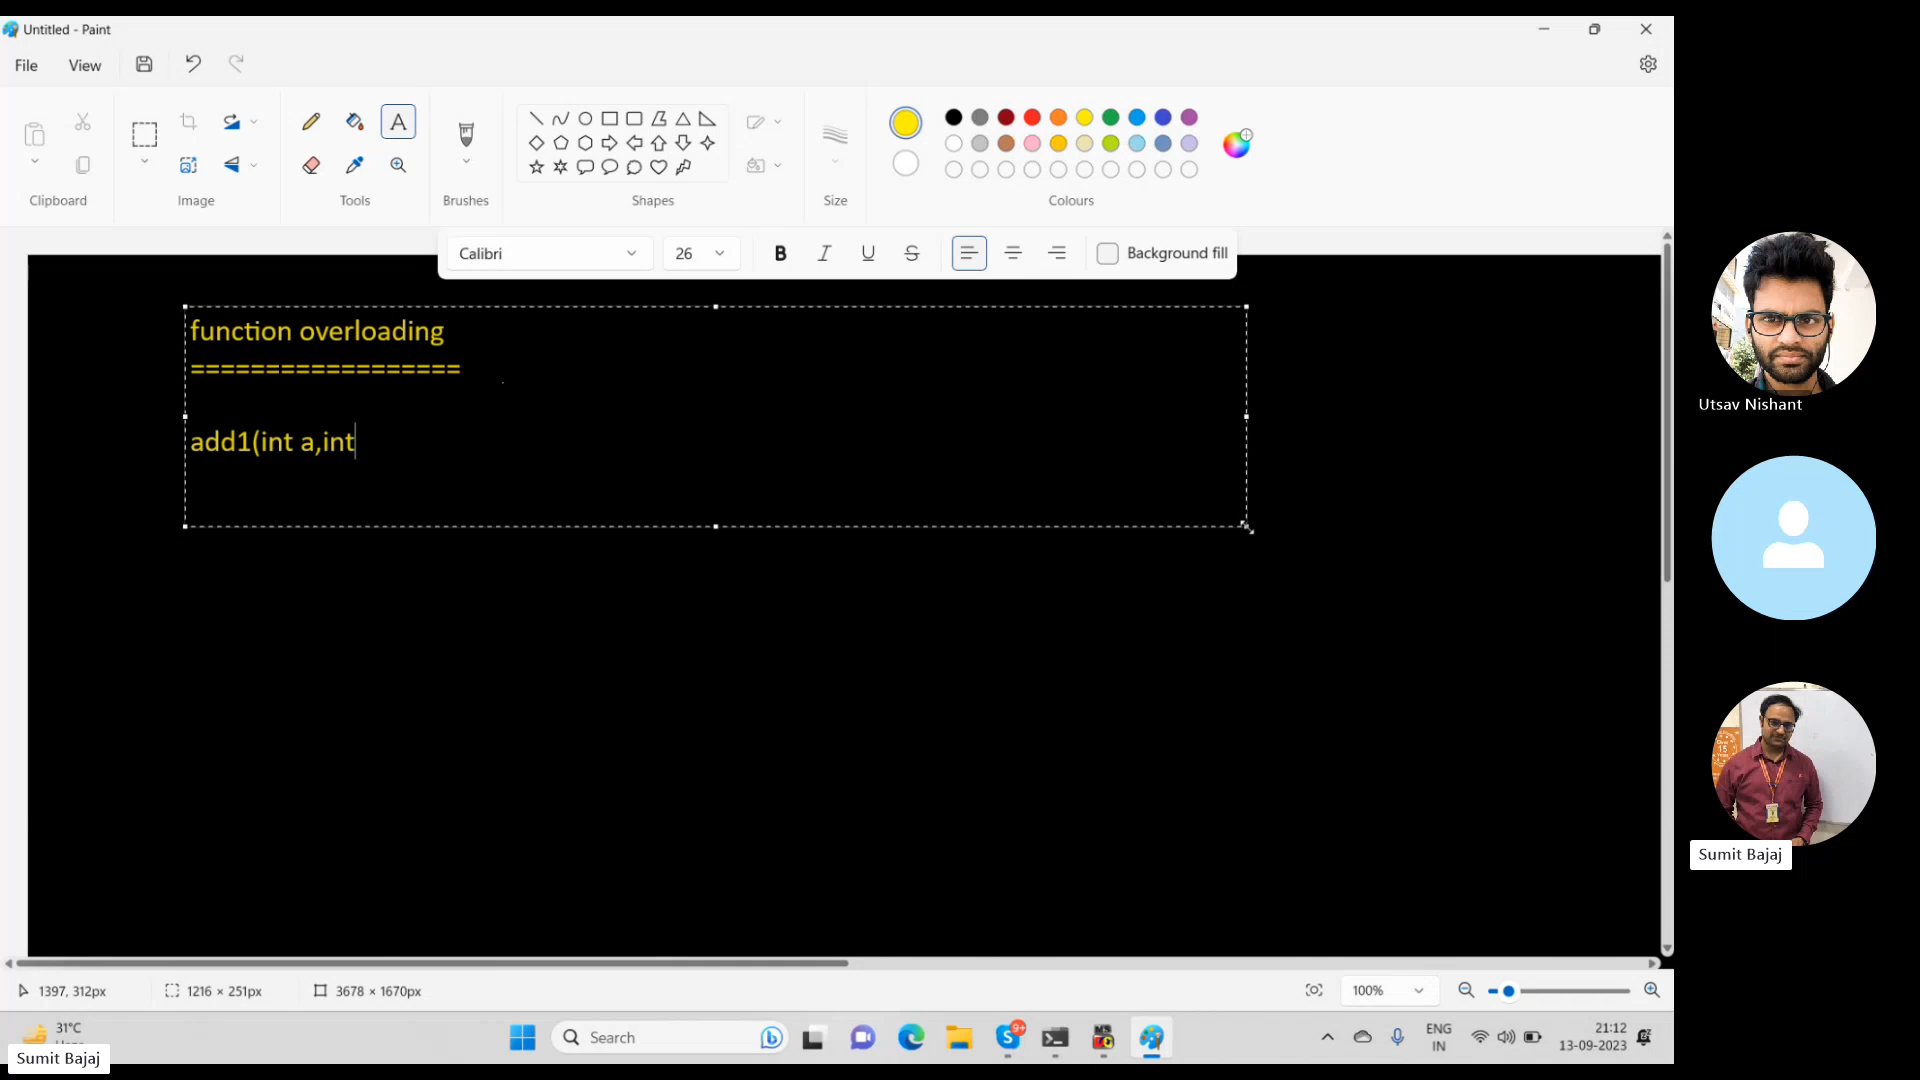 Untitled - Paint
File View
Clipboard
Image
Tools
Brushes
Shapes
Size
Colours
Calibri 26 B I U S Background fill
function overloading
==================
add1(int a,int
Utsav Nishant
Sumit Bajaj
1397, 312px 1216 × 251px 3678 × 1670px 100%
31°C
Sumit Bajaj
Search
9+
ENG
IN
21:12
13-09-2023